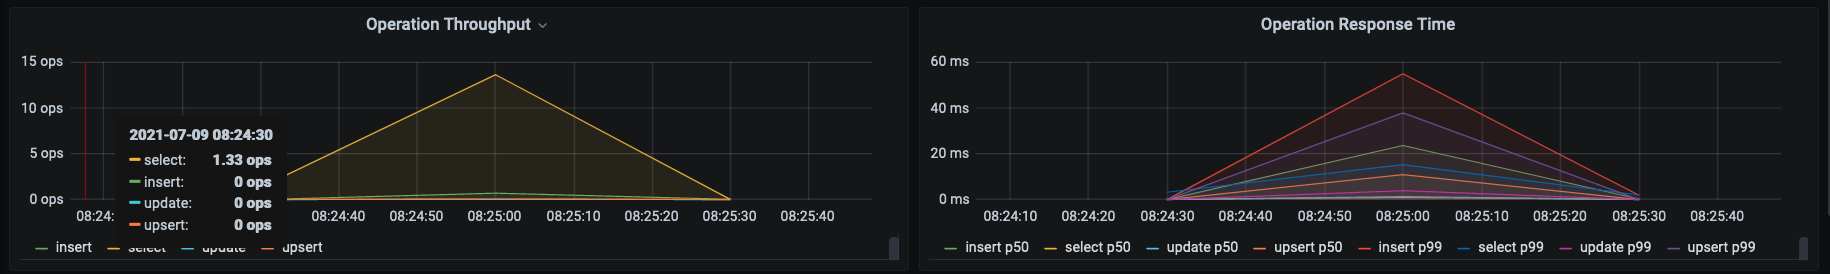 Operation Throughput
15 ops
10 ops
5 ops
0 ops
2021-07-09 08:24:30
select: 1.33 ops
insert: 0 ops
update: 0 ops
upsert: 0 ops
08:24: 08:24:40 08:24:50 08:25:00 08:25:10 08:25:20 08:25:30 08:25:40
insert select update upsert
Operation Response Time
60 ms
40 ms
20 ms
0 ms
08:24:10 08:24:20 08:24:30 08:24:40 08:24:50 08:25:00 08:25:10 08:25:20 08:25:30 08:25:40
insert p50 select p50 update p50 upsert p50 insert p99 select p99 update p99 upsert p99